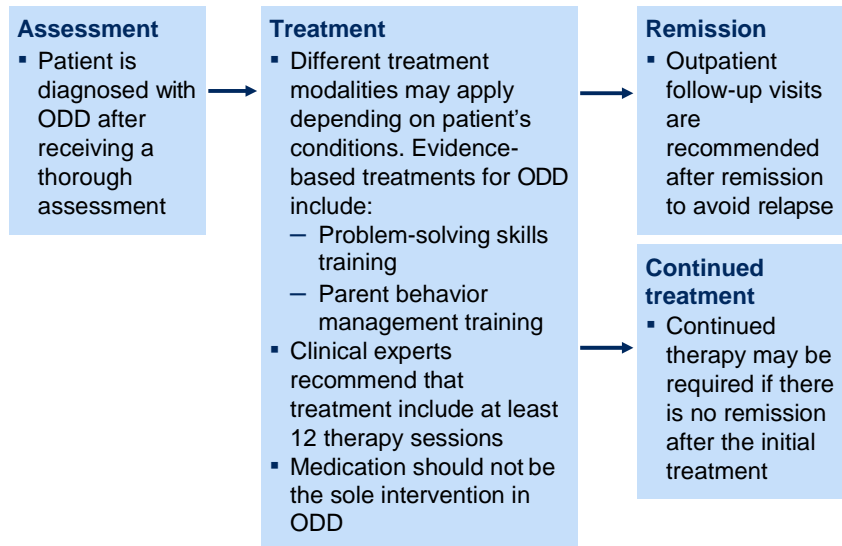 Assessment
▪ Patient is
diagnosed with
ODD after
receiving a
thorough
assessment
Treatment
▪ Different treatment
modalities may apply
depending on patient's
conditions. Evidence-
based treatments for ODD
include:
– Problem-solving skills
training
– Parent behavior
management training
▪ Clinical experts
recommend that
treatment include at least
12 therapy sessions
▪ Medication should not be
the sole intervention in
ODD
Remission
▪ Outpatient
follow-up visits
are
recommended
after remission
to avoid relapse
Continued
treatment
▪ Continued
therapy may be
required if there
is no remission
after the initial
treatment